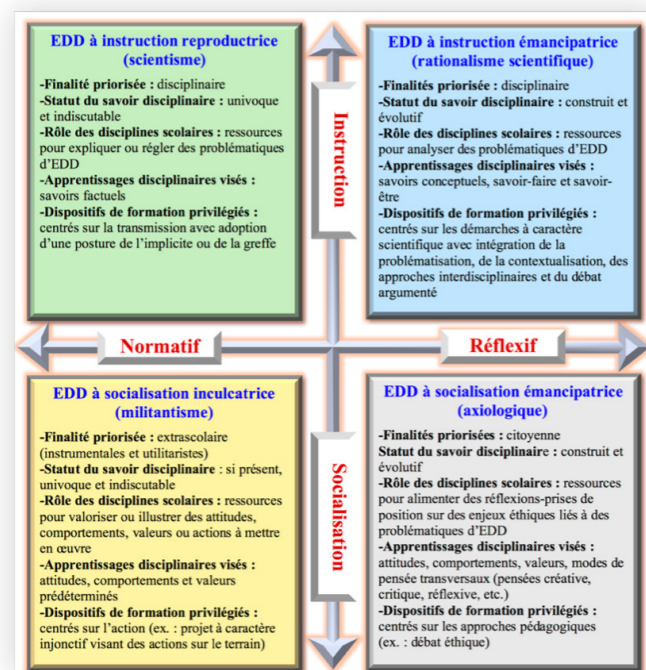 EDD à instruction reproductrice
(scientisme)
-Finalité priorisée : disciplinaire
-Statut du savoir disciplinaire : univoque
et indiscutable
-Rôle des disciplines scolaires : ressources
pour expliquer ou régler des problématiques
d’EDD
-Apprentissages disciplinaires visés :
savoirs factuels
-Dispositifs de formation privilégiés :
centrés sur la transmission avec adoption
d’une posture de l’implicite ou de la greffe
Instruction
EDD à instruction émancipatrice
(rationalisme scientifique)
-Finalités priorisée : disciplinaire
-Statut du savoir disciplinaire : construit et
évolutif
-Rôle des disciplines scolaires : ressources
pour analyser des problématiques d’EDD
-Apprentissages disciplinaires visés :
savoirs conceptuels, savoir-faire et savoir-
être
-Dispositifs de formation privilégiés :
centrés sur les démarches à caractère
scientifique avec intégration de la
problématisation, de la contextualisation, des
approches interdisciplinaires et du débat
argumenté
Normatif
Réflexif
EDD à socialisation inculcatrice
(militantisme)
-Finalité priorisée : extrascolaire
(instrumentales et utilitaristes)
-Statut du savoir disciplinaire : si présent,
univoque et indiscutable
-Rôle des disciplines scolaires : ressources
pour valoriser ou illustrer des attitudes,
comportements, valeurs ou actions à mettre
en œuvre
-Apprentissages disciplinaires visés :
attitudes, comportements et valeurs
prédéterminés
-Dispositifs de formation privilégiés :
centrés sur l’action (ex. : projet à caractère
injonctif visant des actions sur le terrain)
Socialisation
EDD à socialisation émancipatrice
(axiologique)
-Finalités priorisées : citoyenne
Statut du savoir disciplinaire : construit et
évolutif
-Rôle des disciplines scolaires : ressources
pour alimenter des réflexions-prises de
position sur des enjeux éthiques liés à des
problématiques d’EDD
-Apprentissages disciplinaires visés :
attitudes, comportements, valeurs, modes de
pensée transversaux (pensées créative,
critique, réflexive, etc.)
-Dispositifs de formation privilégiés :
centrés sur les approches pédagogiques
(ex. : débat éthique)